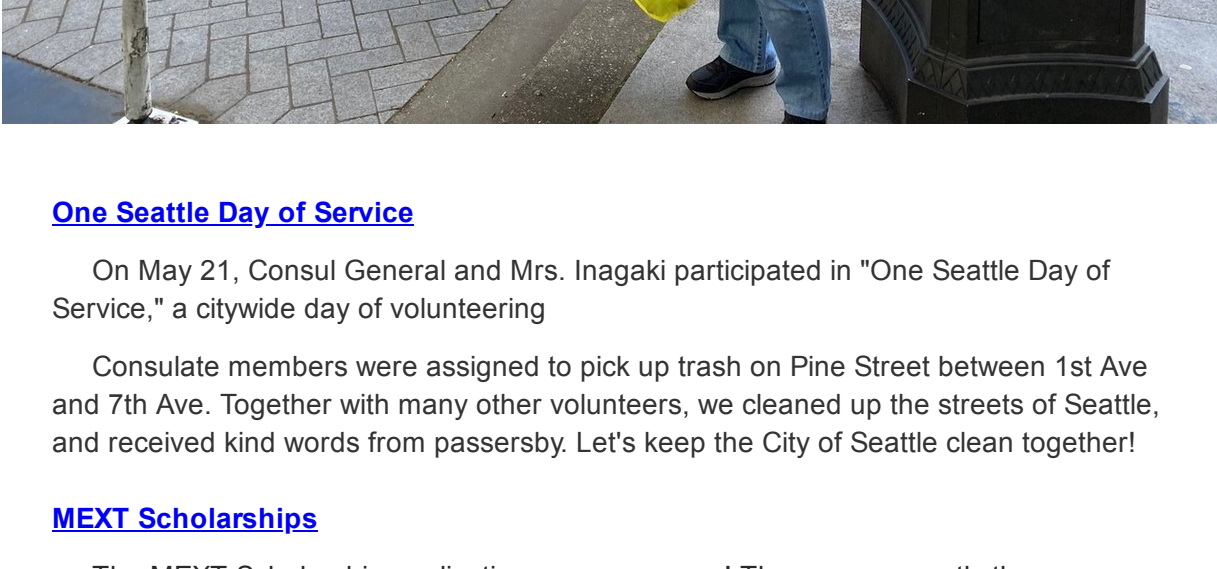 One Seattle Day of Service
On May 21, Consul General and Mrs. Inagaki participated in "One Seattle Day of
Service," a citywide day of volunteering
Consulate members were assigned to pick up trash on Pine Street between 1st Ave
and 7th Ave. Together with many other volunteers, we cleaned up the streets of Seattle,
and received kind words from passersby. Let's keep the City of Seattle clean together!
MEXT Scholarships
The MEXT Scholarship